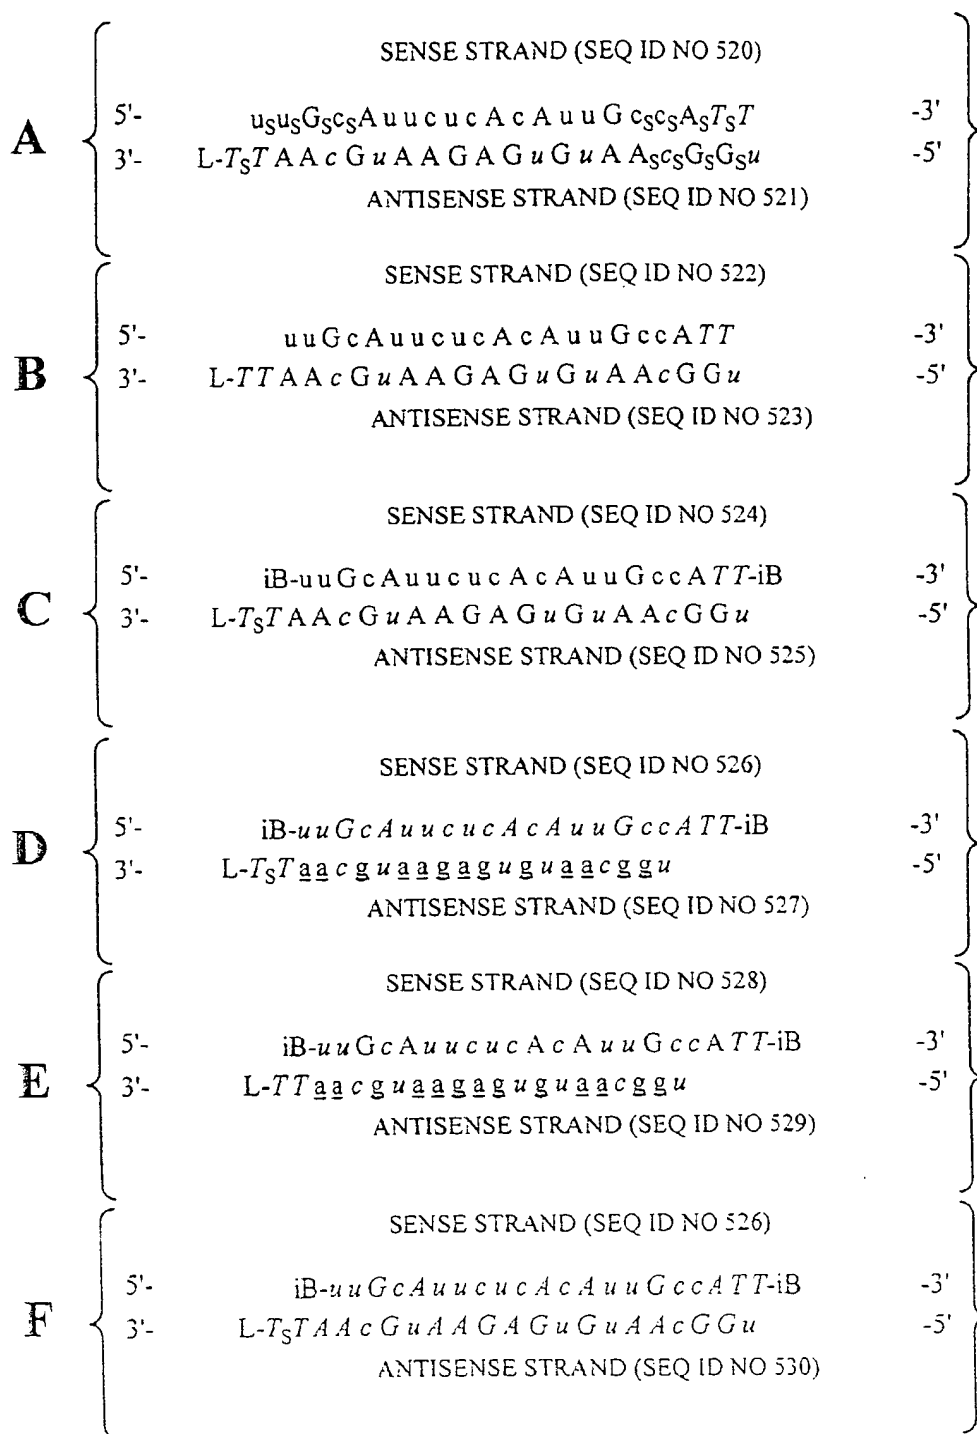 A
SENSE STRAND (SEQ ID NO 520)
5'- usususGscsAuucucAcAuuGcscsAsTsT -3'
3'- L-TsTAAcGuAAGAGuGuAAscsGsGsu -5'
ANTISENSE STRAND (SEQ ID NO 521)
B
SENSE STRAND (SEQ ID NO 522)
5'- uuGcAuucucAcAuuGccATT -3'
3'- L-TTAAcGuAAGAGuGuAAcGGu -5'
ANTISENSE STRAND (SEQ ID NO 523)
C
SENSE STRAND (SEQ ID NO 524)
5'- iB-uuGcAuucucAcAuuGccATT-iB -3'
3'- L-TsTAAcGuAAGAGuGuAAcGGu -5'
ANTISENSE STRAND (SEQ ID NO 525)
D
SENSE STRAND (SEQ ID NO 526)
5'- iB-uuGcAuucucAcAuuGccATT-iB -3'
3'- L-TsTaacguaagaguguaacggu -5'
ANTISENSE STRAND (SEQ ID NO 527)
E
SENSE STRAND (SEQ ID NO 528)
5'- iB-uuGcAuucucAcAuuGccATT-iB -3'
3'- L-TTaacguaagaguguaacggu -5'
ANTISENSE STRAND (SEQ ID NO 529)
F
SENSE STRAND (SEQ ID NO 526)
5'- iB-uuGcAuucucAcAuuGccATT-iB -3'
3'- L-TsTAAcGuAAGAGuGuAAcGGu -5'
ANTISENSE STRAND (SEQ ID NO 530)